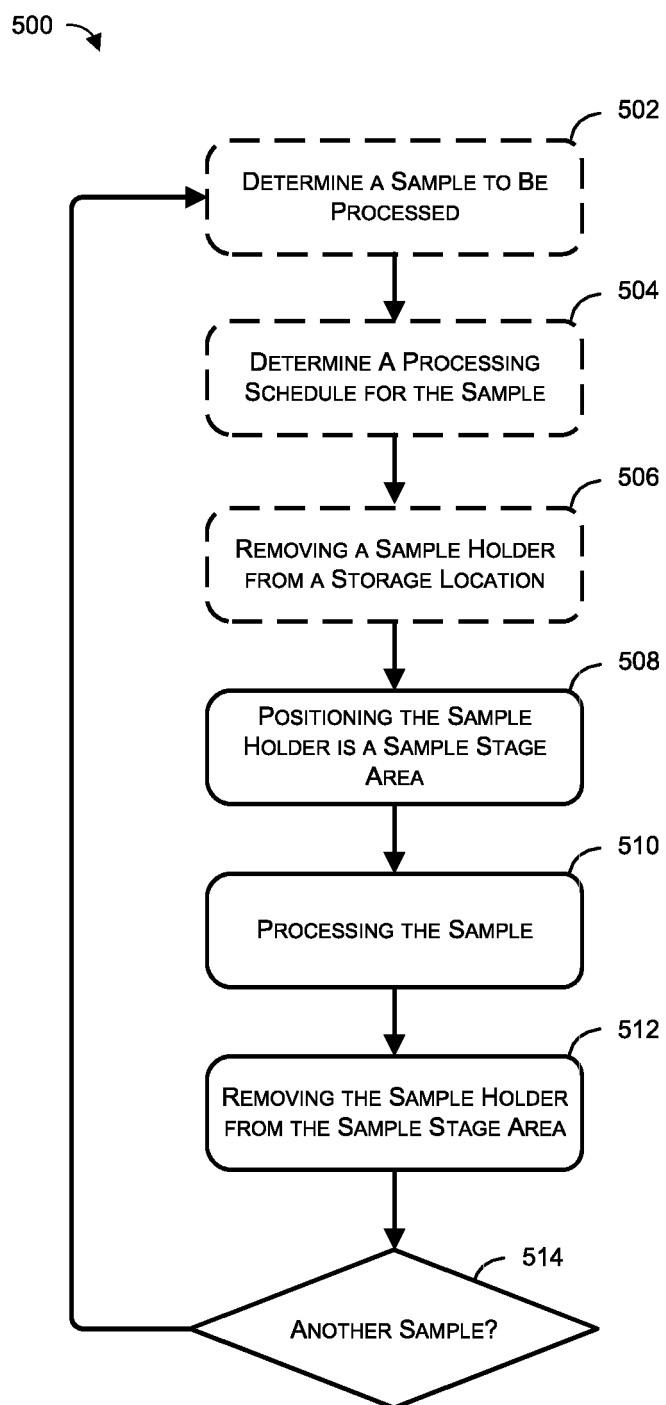 500
502
DETERMINE A SAMPLE TO BE
PROCESSED
504
DETERMINE A PROCESSING
SCHEDULE FOR THE SAMPLE
506
REMOVING A SAMPLE HOLDER
FROM A STORAGE LOCATION
508
POSITIONING THE SAMPLE
HOLDER IS A SAMPLE STAGE
AREA
510
PROCESSING THE SAMPLE
512
REMOVING THE SAMPLE HOLDER
FROM THE SAMPLE STAGE AREA
514
ANOTHER SAMPLE?